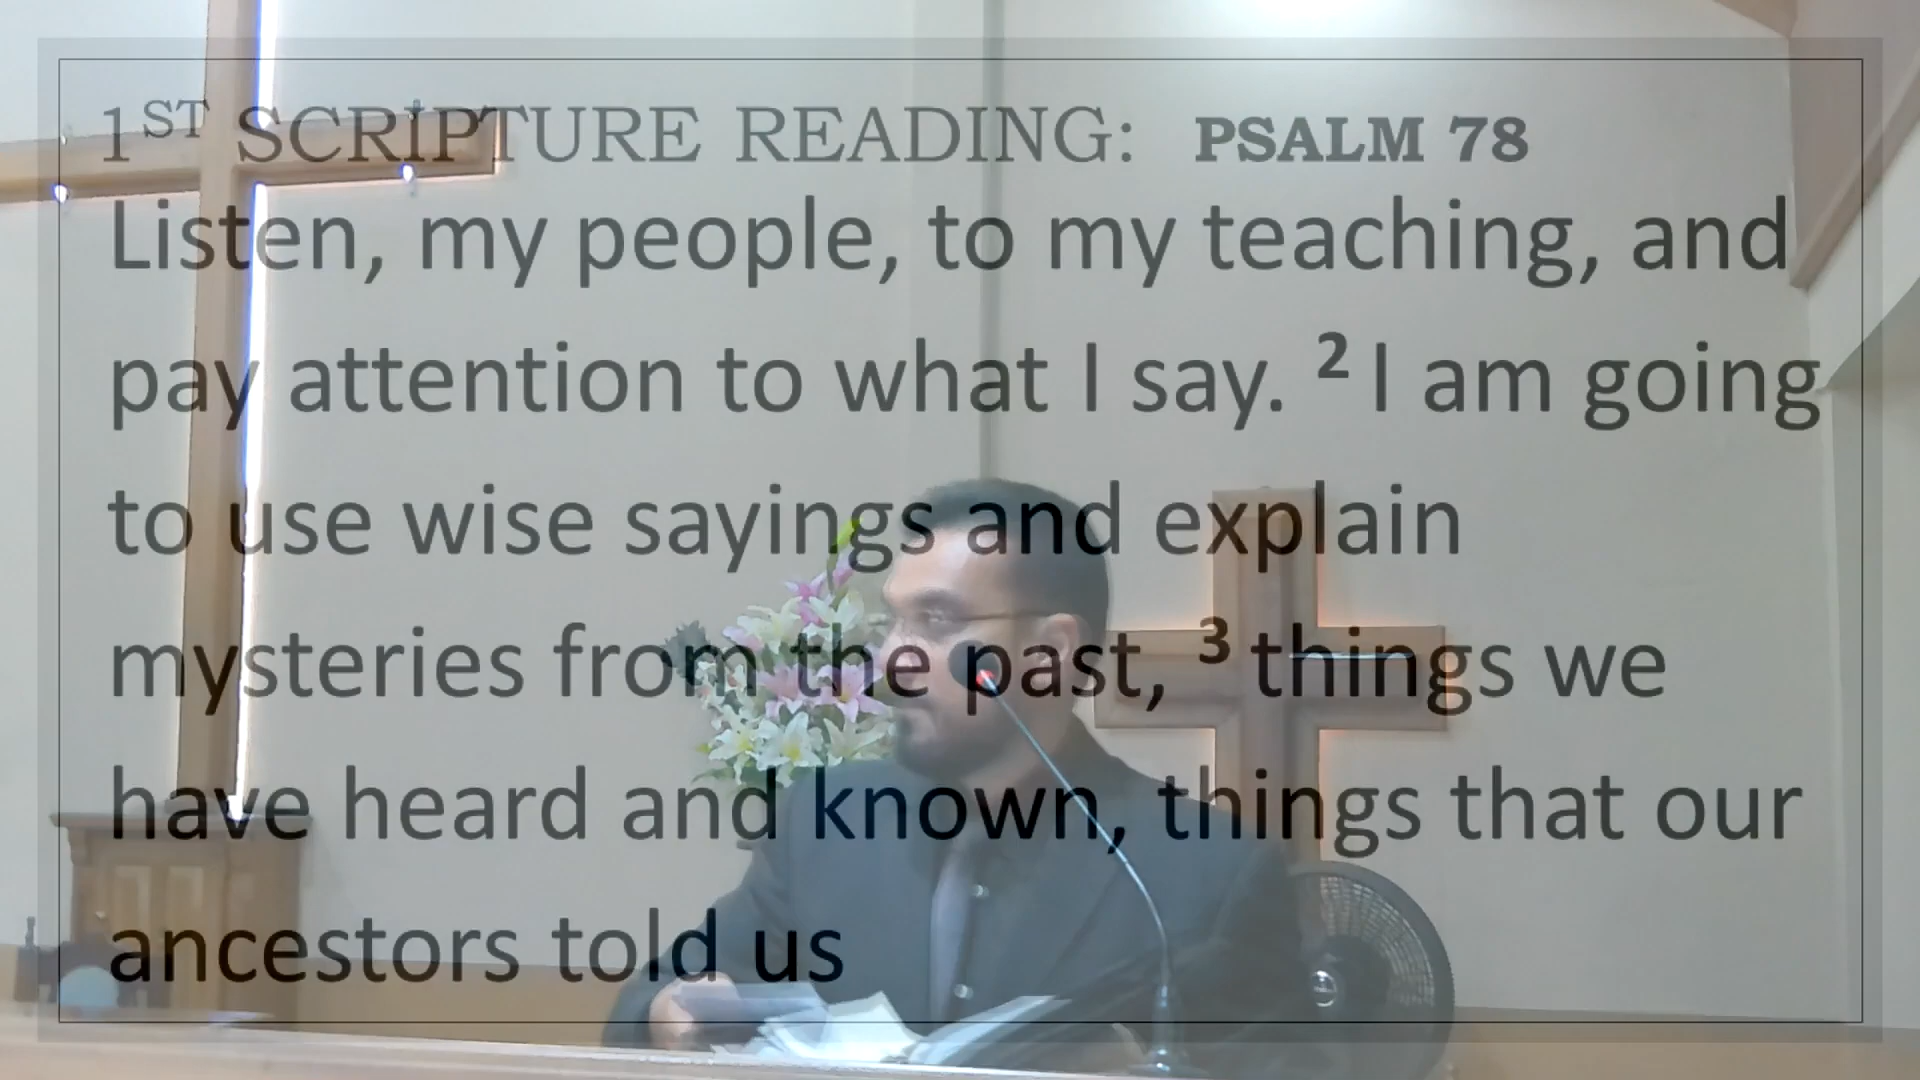 1ST SCRIPTURE READING: PSALM 78
Listen, my people, to my teaching, and
pay attention to what I say. 2 I am going
to use wise sayings and explain
mysteries from the past, 3 things we
have heard and known, things that our
ancestors told us